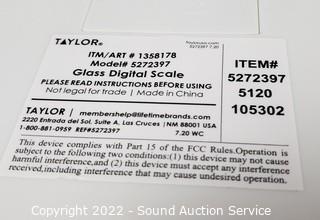 TAYLOR®
taylorusa.com
5272397 7.20
ITM/ART # 1358178
Model# 5272397
Glass Digital Scale
PLEASE READ INSTRUCTIONS BEFORE USING
Not legal for trade | Made in China
ITEM#
5272397
5120
105302
TAYLOR | membershelp@lifetimebrands.com
2220 Entrada del Sol, Suite A, Las Cruces | NM 88001 USA
1-800-881-0959 REF#5272397
7.20 WC
This device complies with Part 15 of the FCC Rules.Operation is
subject to the following two conditions:(1) this device may not cause
harmful interference,and (2) this device must accept any interference
received,including interference that may cause undesired operation.
Copyright © 2022 - Sound Auction Service